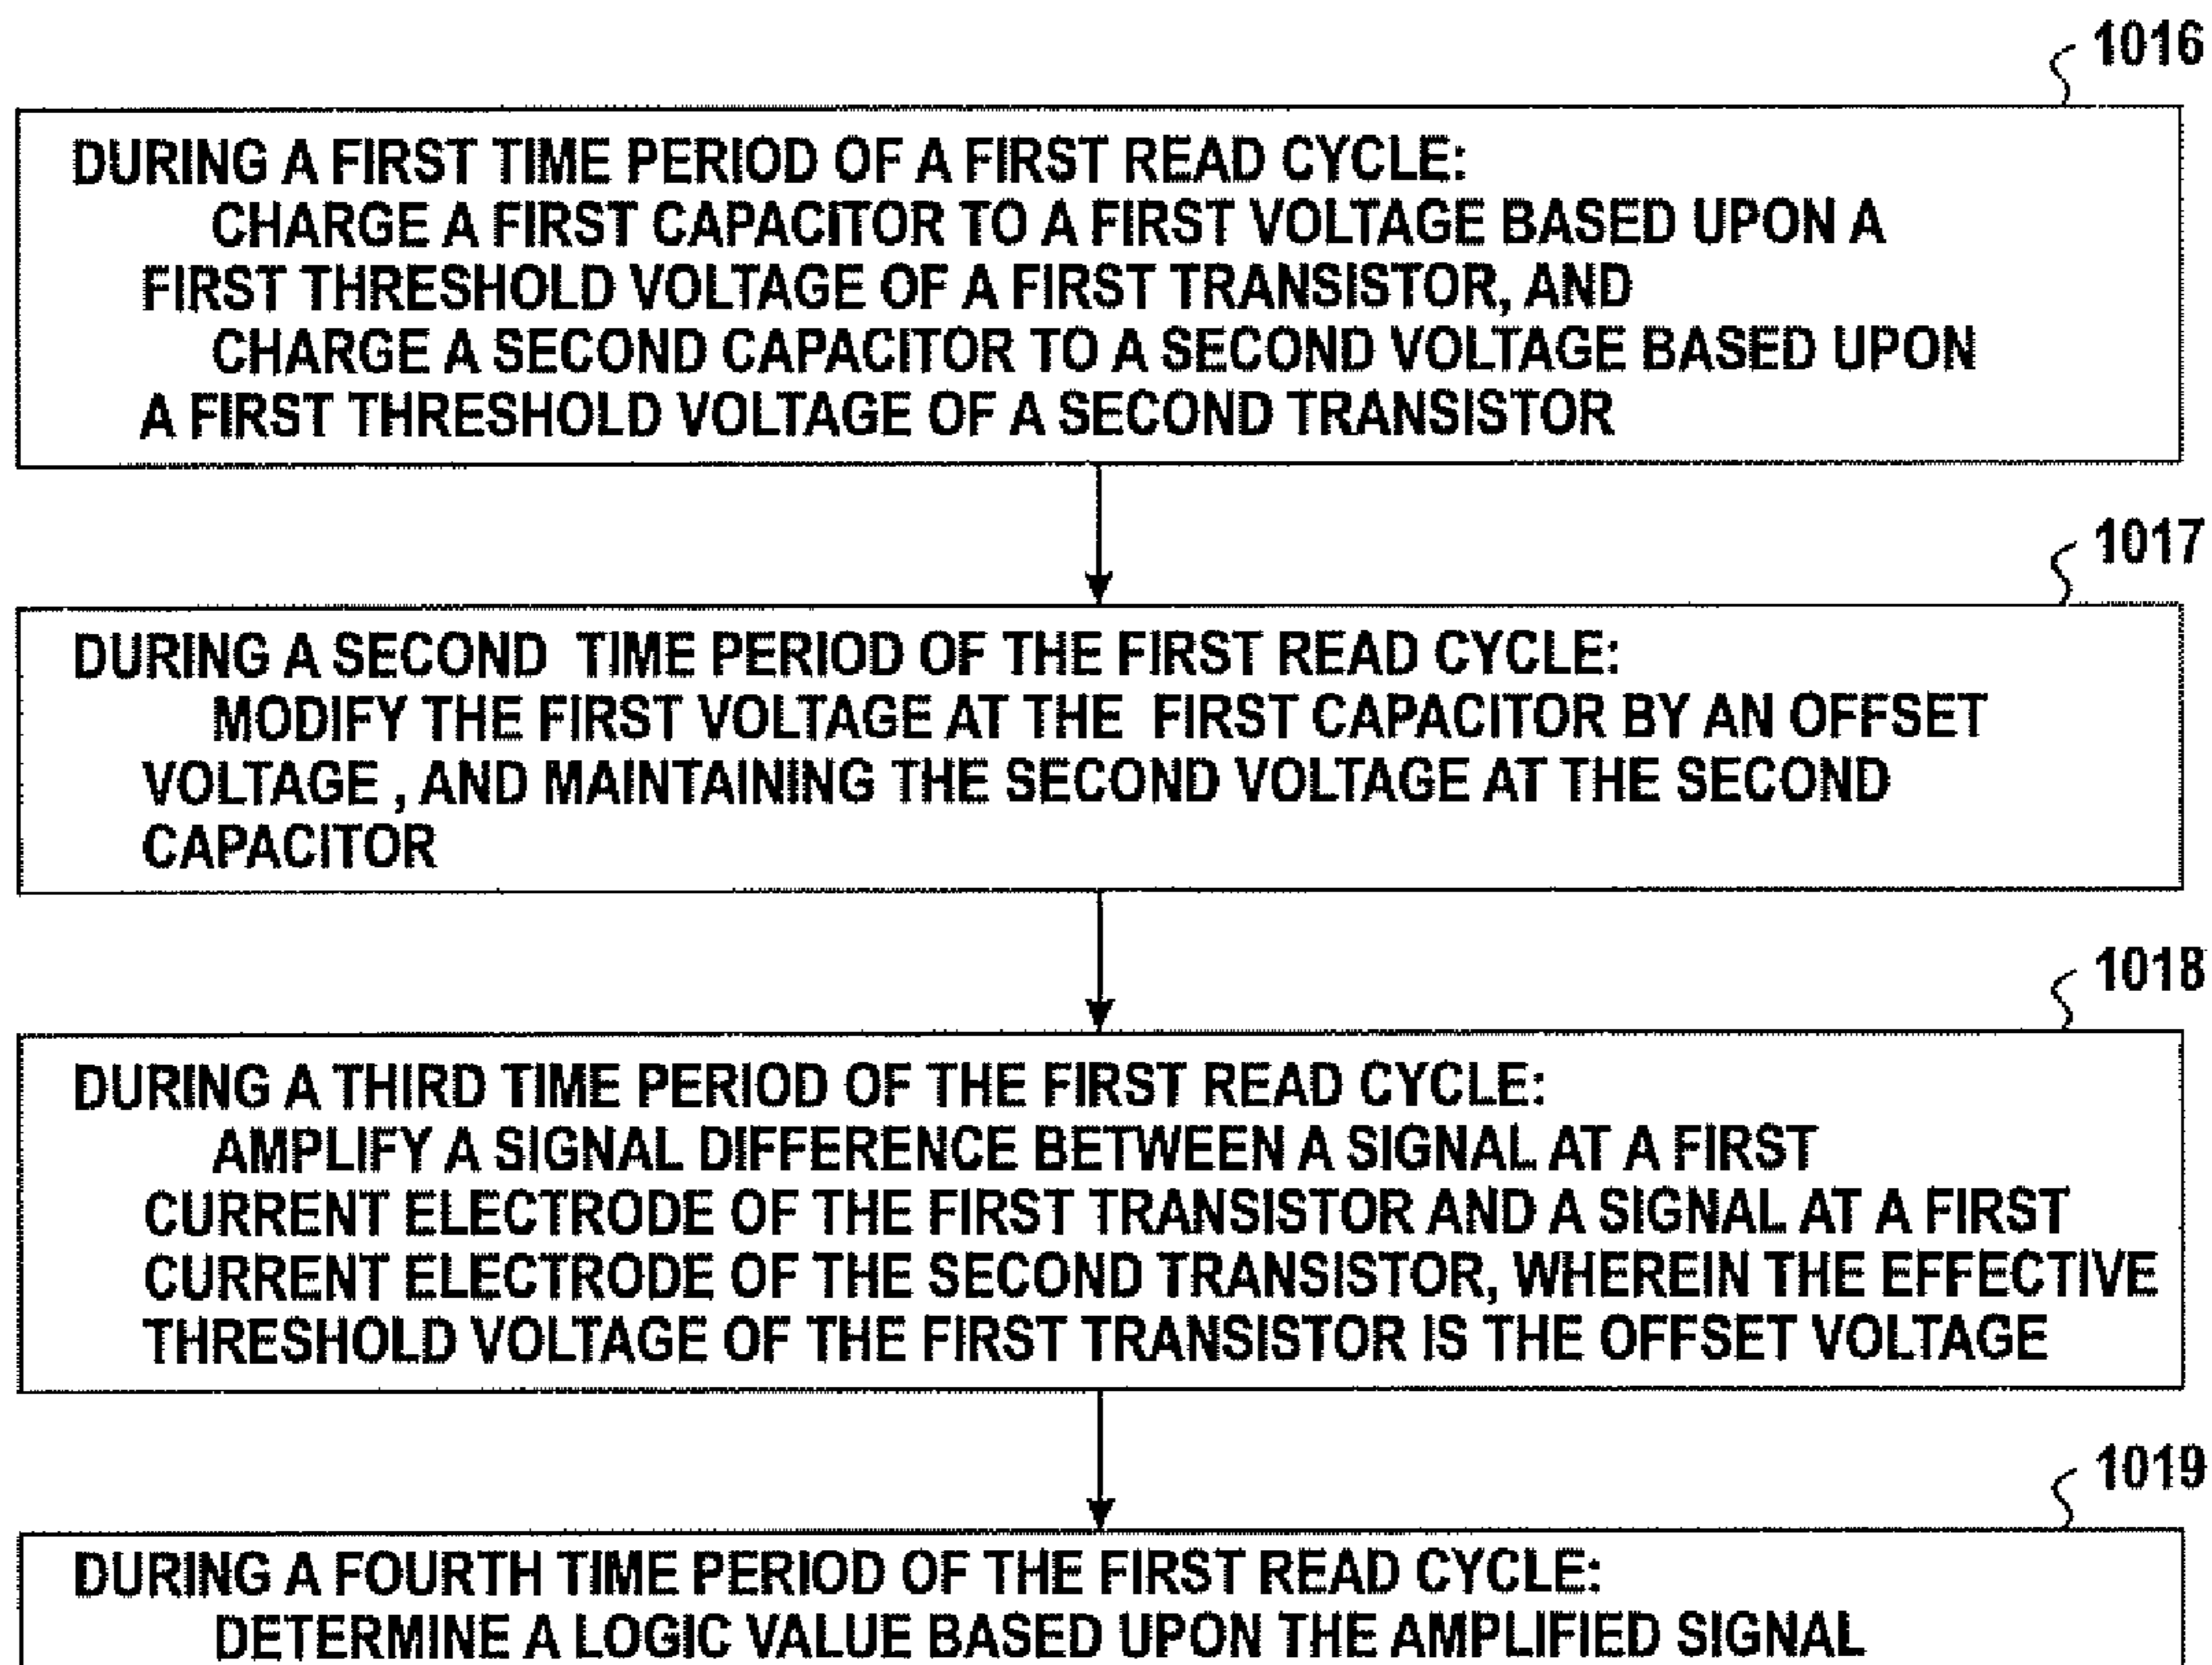 1016
DURING A FIRST TIME PERIOD OF A FIRST READ CYCLE:
CHARGE A FIRST CAPACITOR TO A FIRST VOLTAGE BASED UPON A
FIRST THRESHOLD VOLTAGE OF A FIRST TRANSISTOR, AND
CHARGE A SECOND CAPACITOR TO A SECOND VOLTAGE BASED UPON
A FIRST THRESHOLD VOLTAGE OF A SECOND TRANSISTOR
1017
DURING A SECOND TIME PERIOD OF THE FIRST READ CYCLE:
MODIFY THE FIRST VOLTAGE AT THE FIRST CAPACITOR BY AN OFFSET
VOLTAGE , AND MAINTAINING THE SECOND VOLTAGE AT THE SECOND
CAPACITOR
1018
DURING A THIRD TIME PERIOD OF THE FIRST READ CYCLE:
AMPLIFY A SIGNAL DIFFERENCE BETWEEN A SIGNAL AT A FIRST
CURRENT ELECTRODE OF THE FIRST TRANSISTOR AND A SIGNAL AT A FIRST
CURRENT ELECTRODE OF THE SECOND TRANSISTOR, WHEREIN THE EFFECTIVE
THRESHOLD VOLTAGE OF THE FIRST TRANSISTOR IS THE OFFSET VOLTAGE
1019
DURING A FOURTH TIME PERIOD OF THE FIRST READ CYCLE:
DETERMINE A LOGIC VALUE BASED UPON THE AMPLIFIED SIGNAL